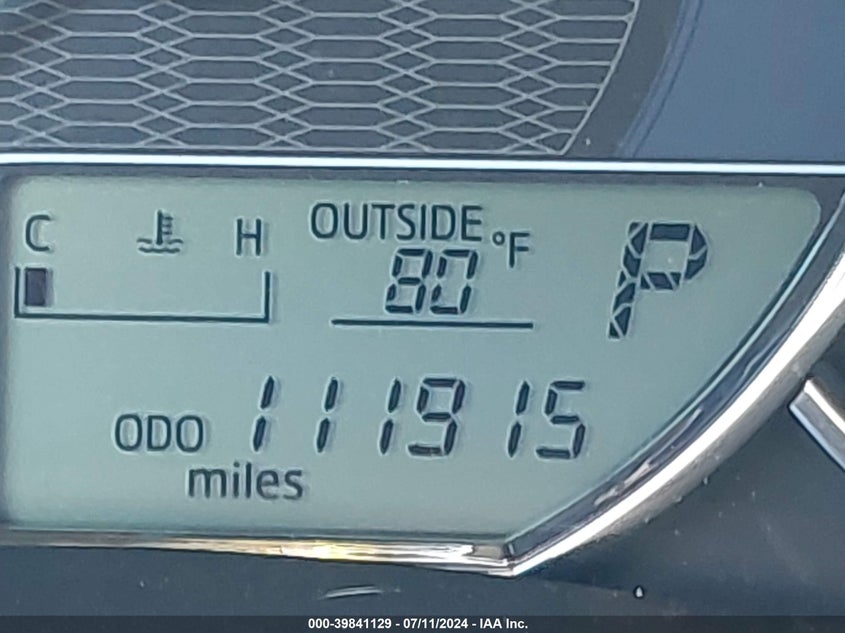 C H OUTSIDE °F P
80
ODO 111915
miles
000-39841129 - 07/11/2024 - IAA Inc.